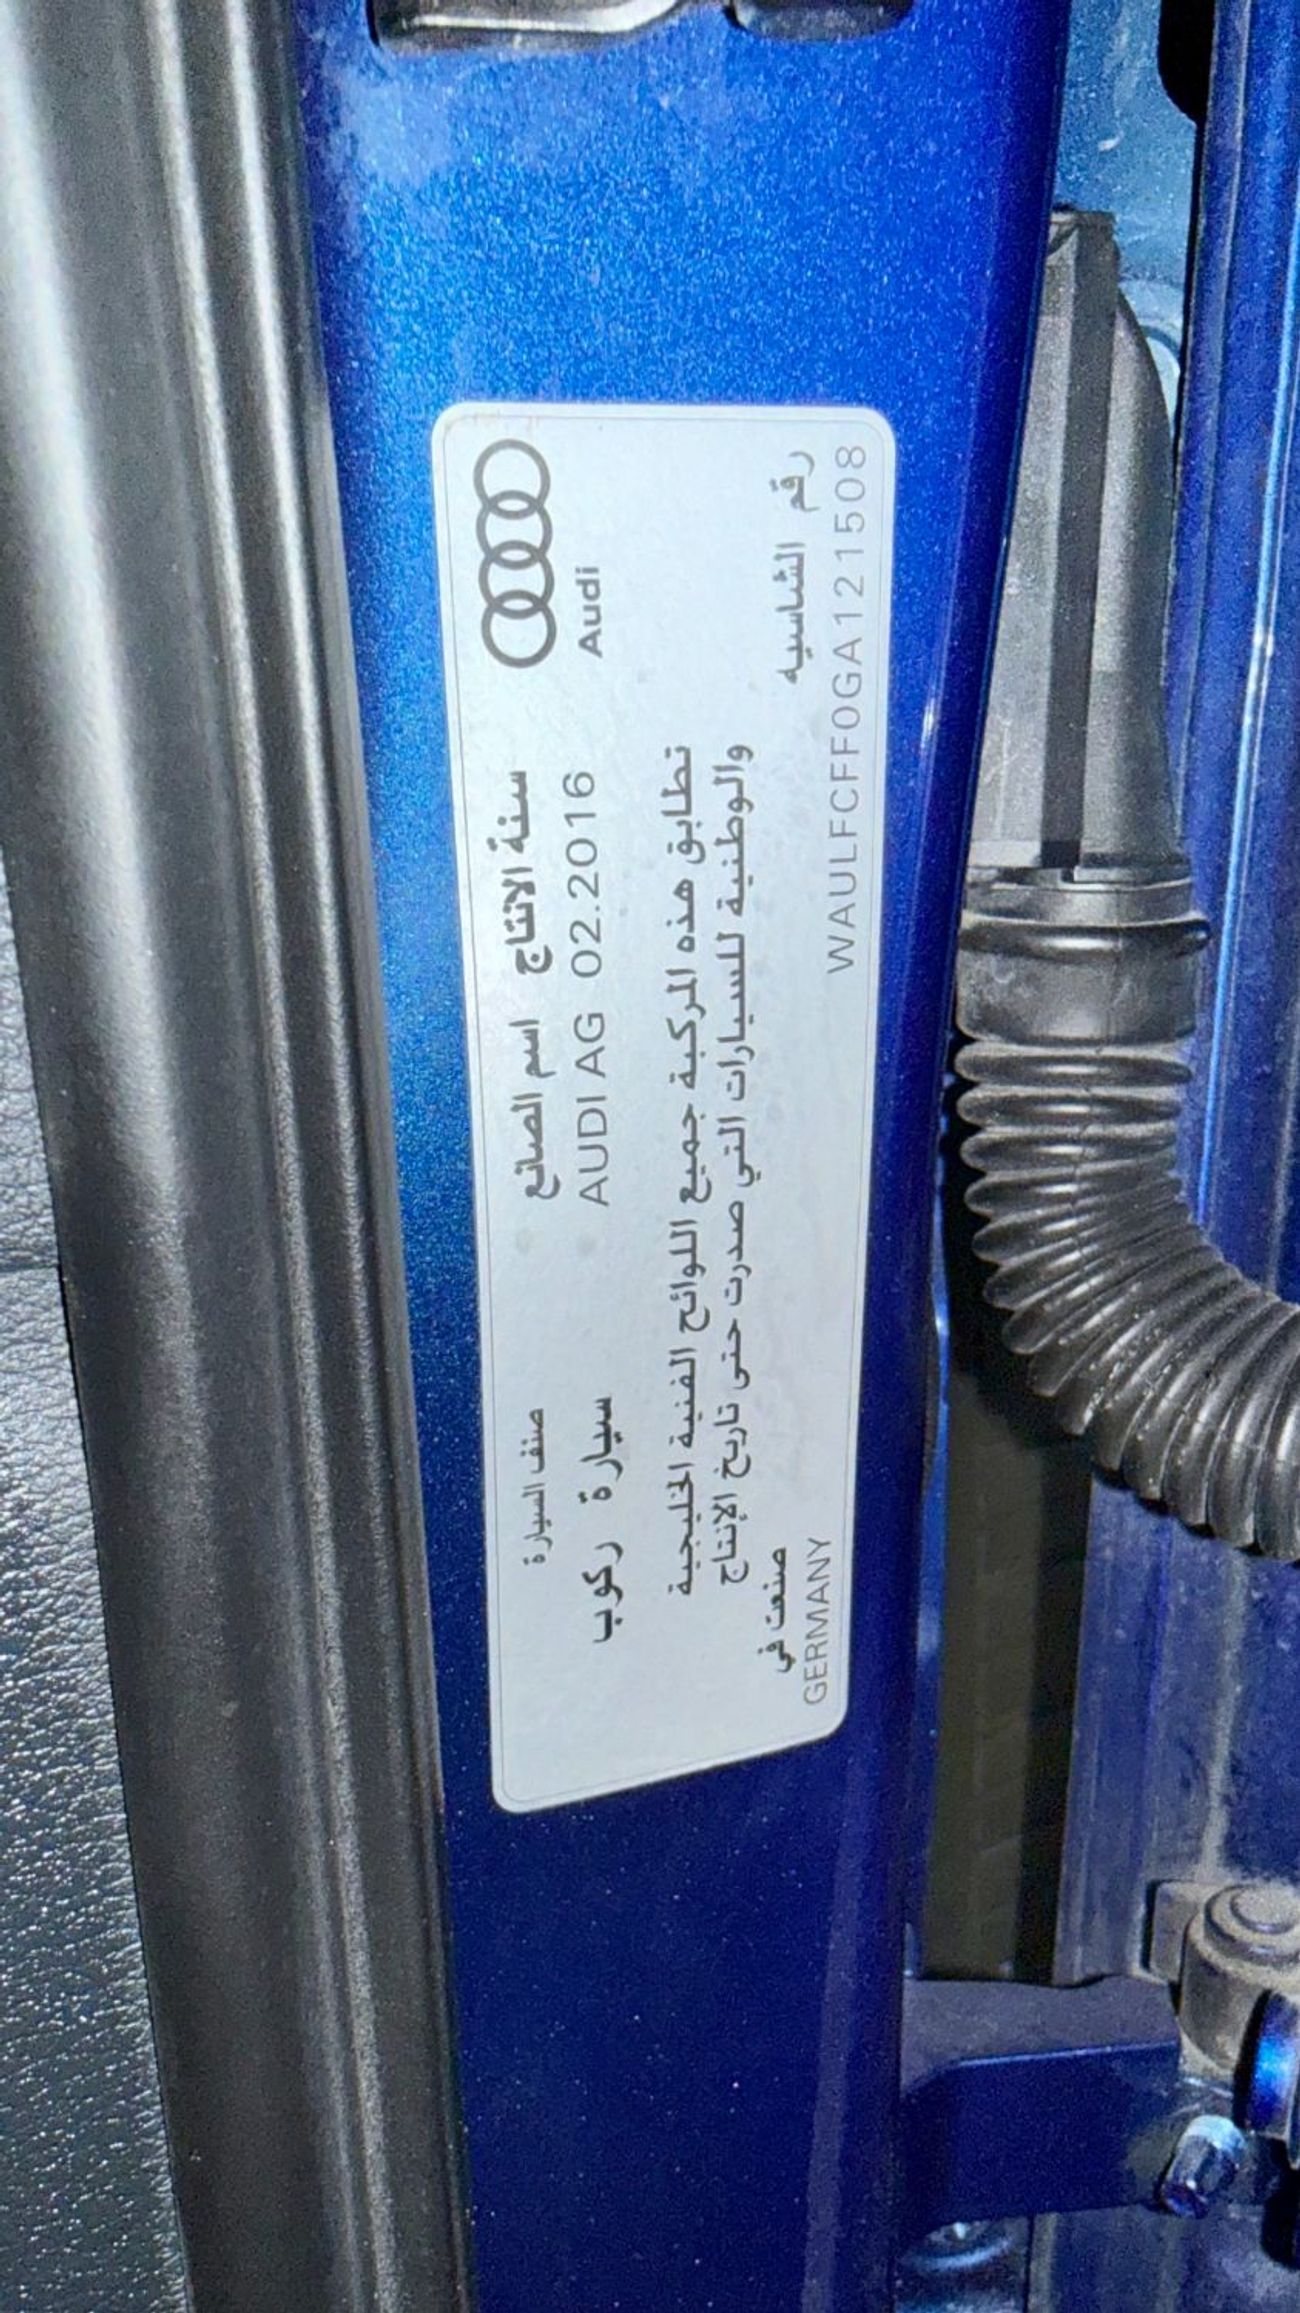 Audi
سنة الانتاج اسم الصانع
AUDI AG 02.2016
صنف السيارة
سيارة ركوب
تطابق هذه المركبة جميع اللوائح الفنية الخليجية
والوطنية للسيارات التي صدرت حتى تاريخ الإنتاج
رقم الشاسيه
WAULFCFF0GA121508
صنعت في
GERMANY